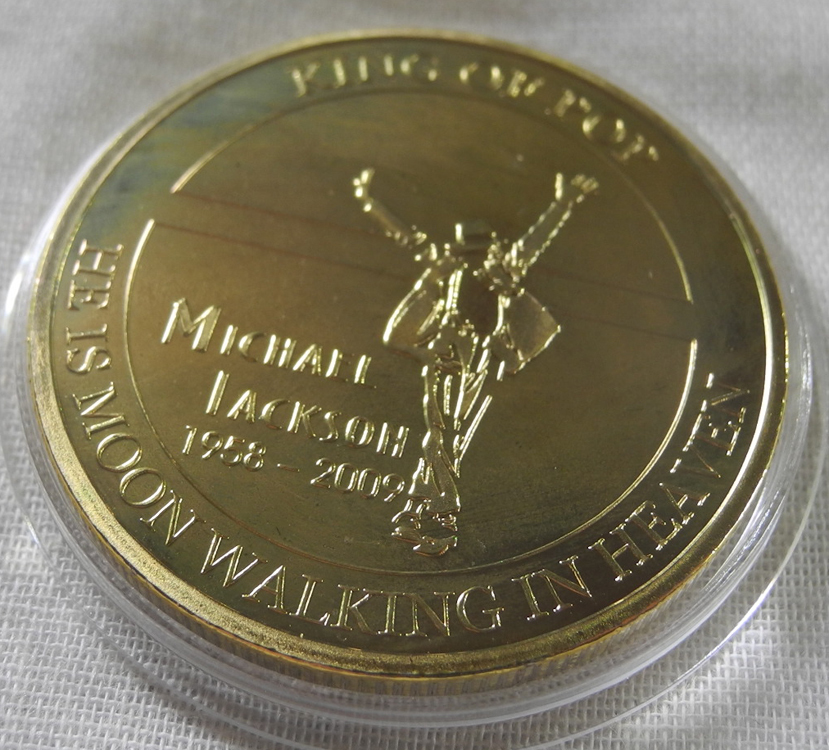 KING OF POP
MICHAEL
JACKSON
1958 - 2009
HE IS MOON WALKING IN HEAVEN